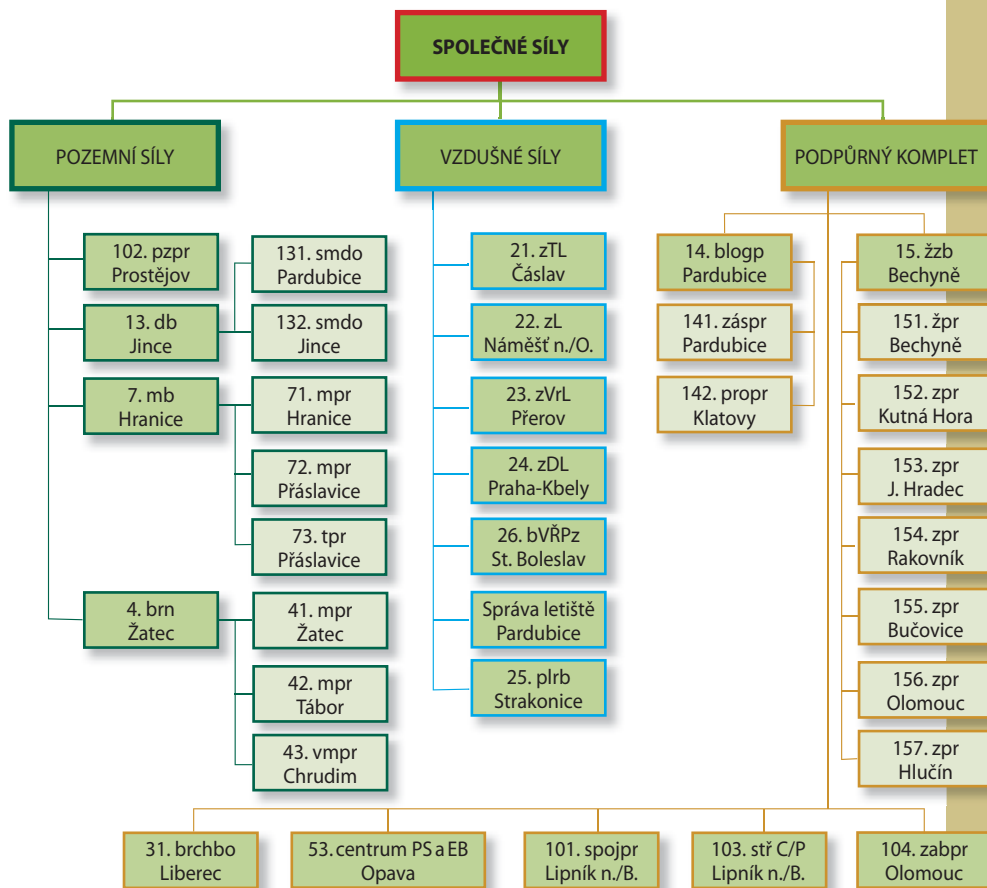 SPOLEČNÉ SÍLY
POZEMNÍ SÍLY
102. pzpr
Prostějov
13. db
Jince
131. smdo
Pardubice
132. smdo
Jince
7. mb
Hranice
71. mpr
Hranice
72. mpr
Přáslavice
73. tpr
Přáslavice
4. brn
Žatec
41. mpr
Žatec
42. mpr
Tábor
43. vmpr
Chrudim
VZDUŠNÉ SÍLY
21. zTL
Čáslav
22. zL
Náměšť n./O.
23. zVrL
Přerov
24. zDL
Praha-Kbely
26. bVŘPz
St. Boleslav
Správa letiště
Pardubice
25. plrb
Strakonice
PODPŮRNÝ KOMPLET
14. blogp
Pardubice
141. záspr
Pardubice
142. propr
Klatovy
15. žzb
Bechyně
151. žpr
Bechyně
152. zpr
Kutná Hora
153. zpr
J. Hradec
154. zpr
Rakovník
155. zpr
Bučovice
156. zpr
Olomouc
157. zpr
Hlučín
31. brchbo
Liberec
53. centrum PS a EB
Opava
101. spojpr
Lipník n./B.
103. stř C/P
Lipník n./B.
104. zabpr
Olomouc